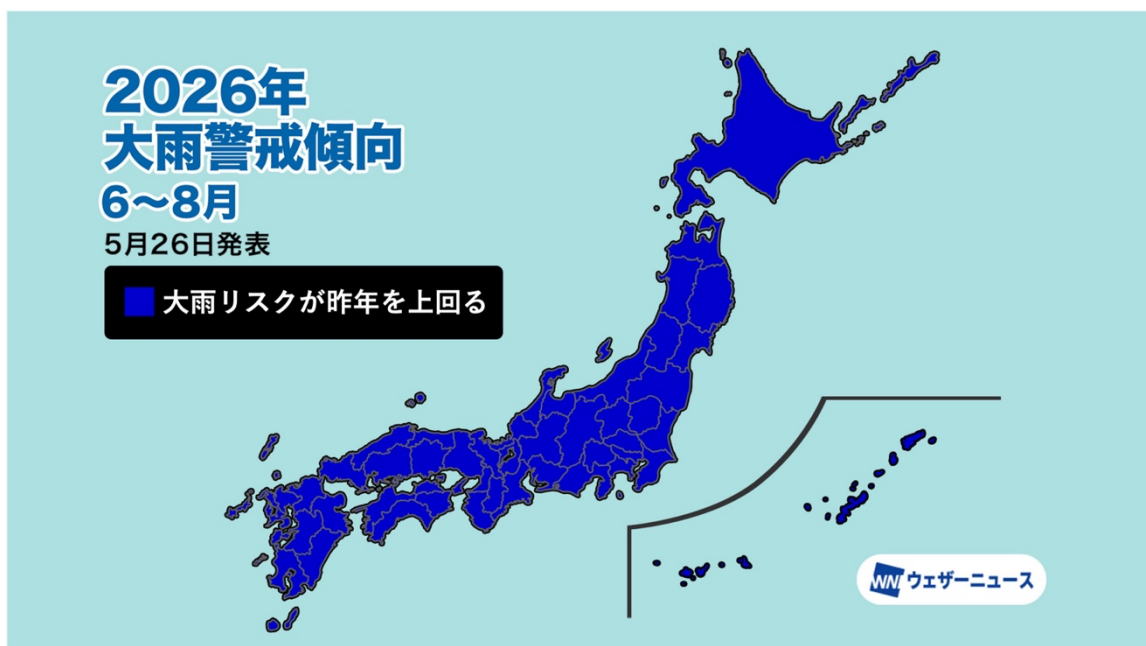 2026年
大雨警戒傾向
6〜8月
5月26日発表
大雨リスクが昨年を上回る
WNI ウェザーニュース